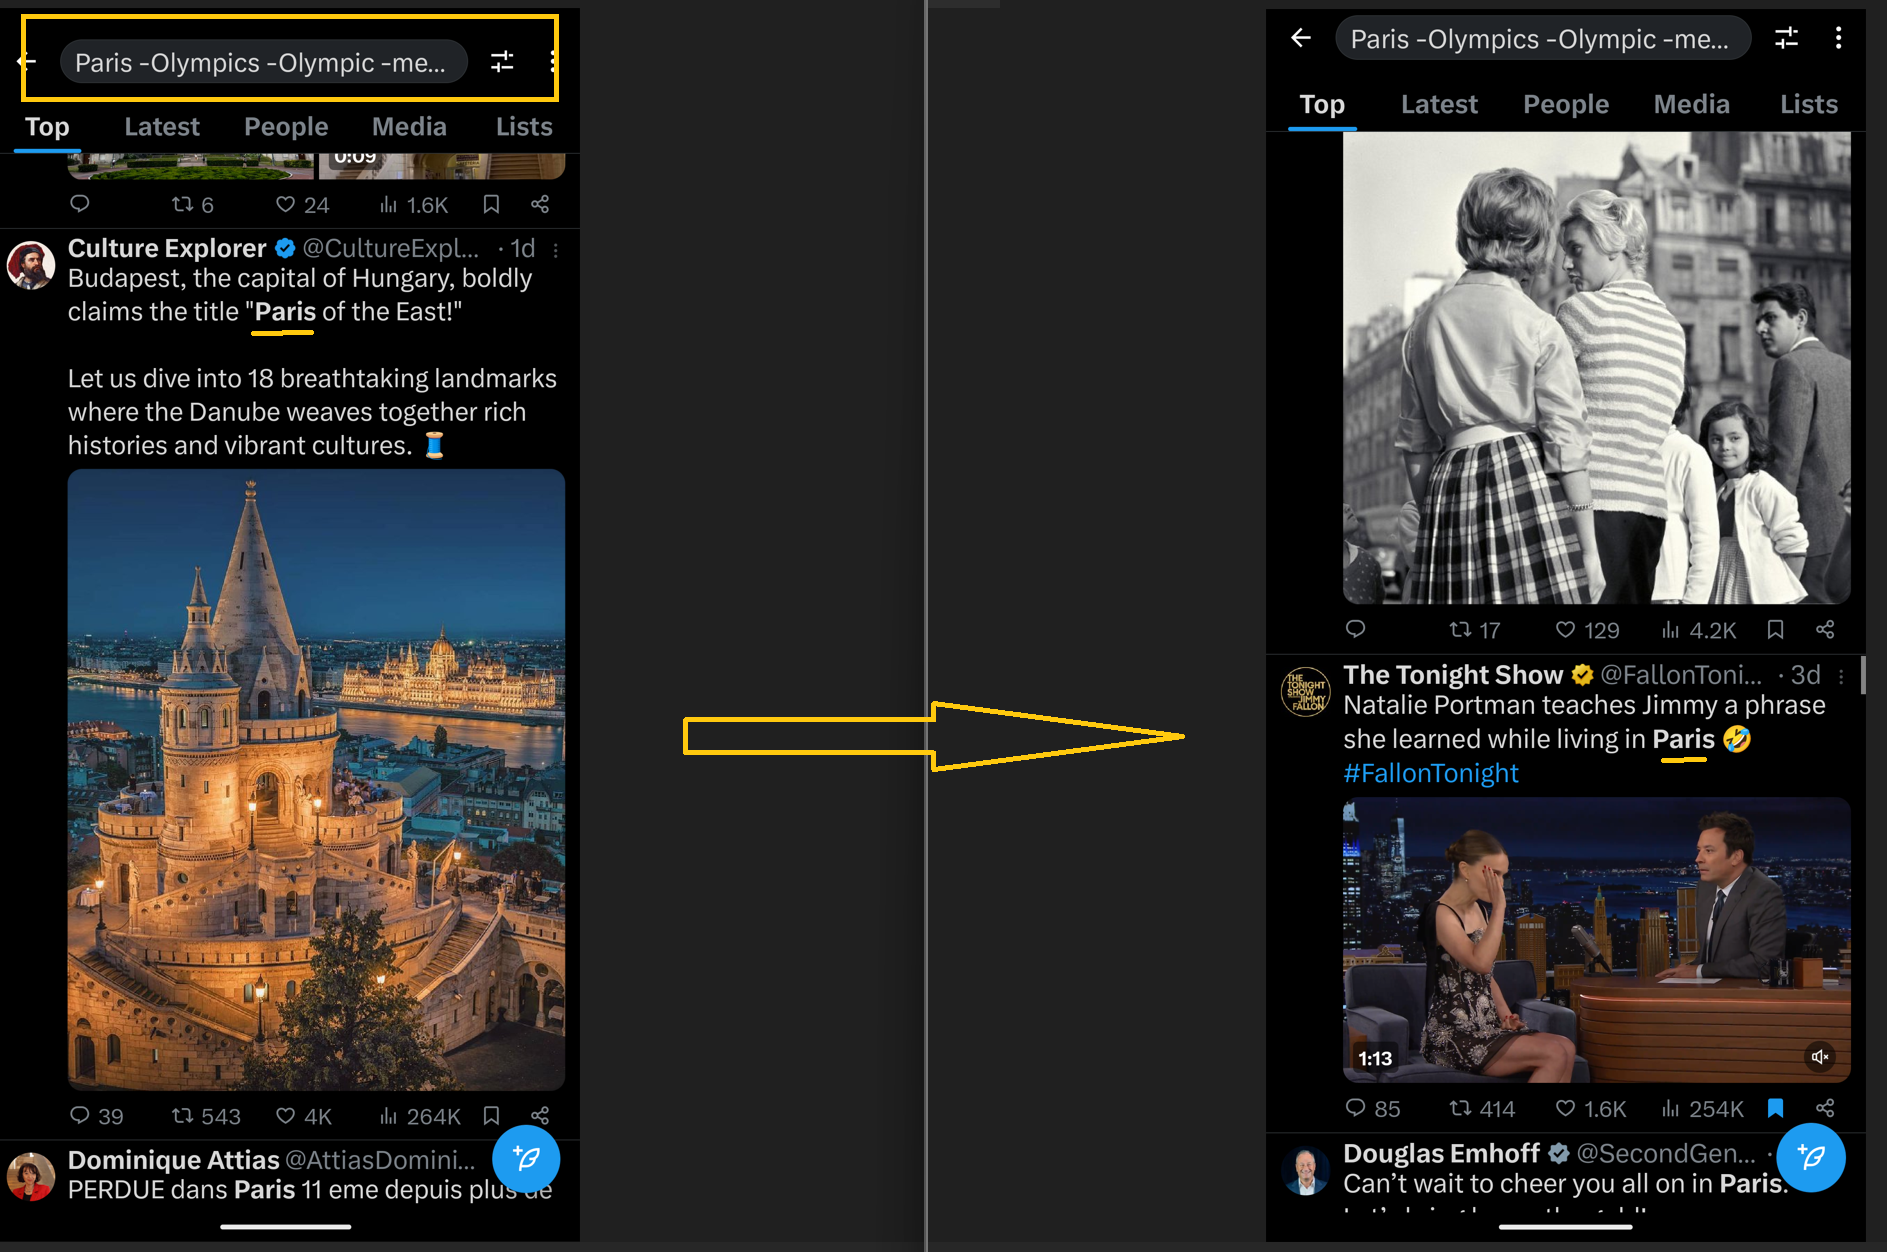 Paris -Olympics -Olympic -me...
Top Latest People Media Lists
0:09
6 24 1.6K
Culture Explorer @CultureExpl... · 1d
Budapest, the capital of Hungary, boldly
claims the title "Paris of the East!"
Let us dive into 18 breathtaking landmarks
where the Danube weaves together rich
histories and vibrant cultures. 🧵
39 543 4K 264K
Dominique Attias @AttiasDomini...
PERDUE dans Paris 11 eme depuis plus de
Paris -Olympics -Olympic -me...
Top Latest People Media Lists
17 129 4.2K
THE TONIGHT SHOW JIMMY FALLON
The Tonight Show @FallonToni... · 3d
Natalie Portman teaches Jimmy a phrase
she learned while living in Paris 🤣
#FallonTonight
1:13
85 414 1.6K 254K
Douglas Emhoff @SecondGen... ·
Can't wait to cheer you all on in Paris.